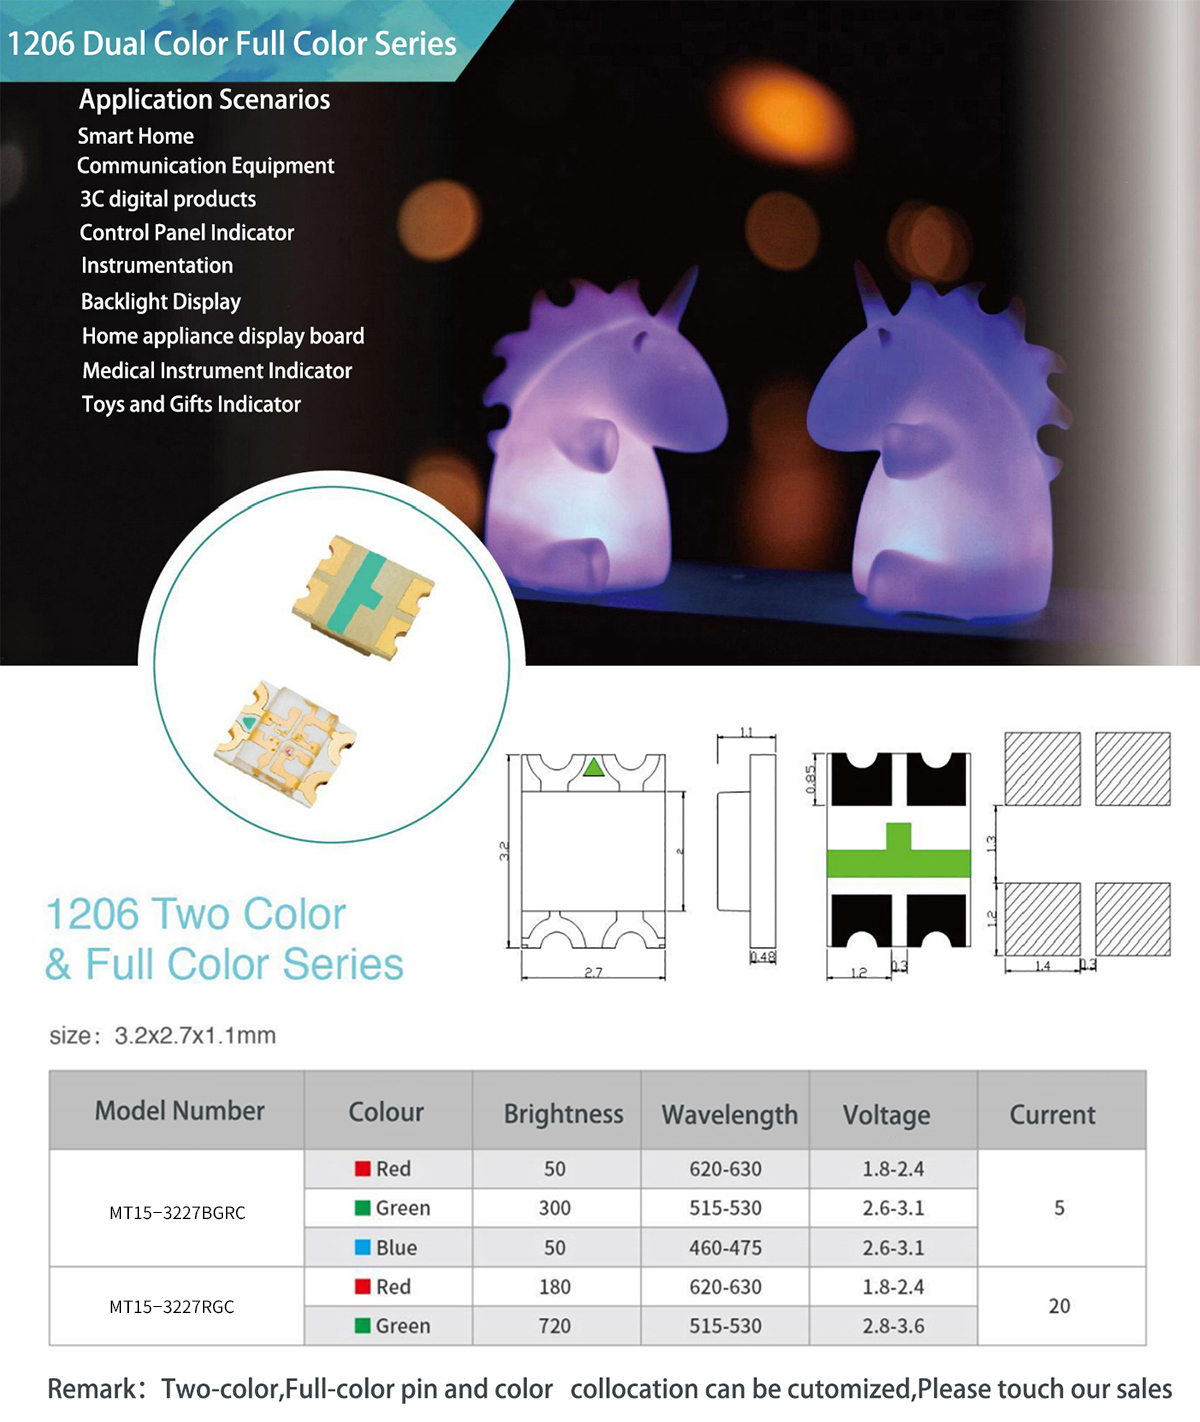 1206 Dual Color Full Color Series
Application Scenarios
Smart Home
Communication Equipment
3C digital products
Control Panel Indicator
Instrumentation
Backlight Display
Home appliance display board
Medical Instrument Indicator
Toys and Gifts Indicator
1.1
3.2
2
2.7
0.48
0.85
1.2
0.3
1.3
1.2
1.4
0.3
1206 Two Color
& Full Color Series
size: 3.2x2.7x1.1mm
Model Number Colour Brightness Wavelength Voltage Current
MT15-3227BGRC Red 50 620-630 1.8-2.4 5
Green 300 515-530 2.6-3.1
Blue 50 460-475 2.6-3.1
MT15-3227RGC Red 180 620-630 1.8-2.4 20
Green 720 515-530 2.8-3.6
Remark: Two-color,Full-color pin and color collocation can be cutomized,Please touch our sales